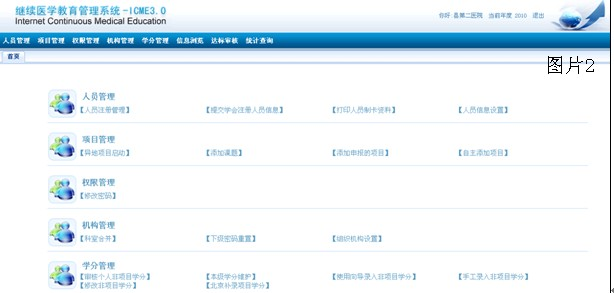 继续医学教育管理系统-ICME3.0
Internet Continuous Medical Education
你好:县第二医院 当前年度 2010 退出
人员管理 项目管理 权限管理 机构管理 学分管理 信息浏览 达标审核 统计查询
首页
图片2
人员管理
【人员注册管理】 【提交学会注册人员信息】 【打印人员制卡资料】 【人员信息设置】
项目管理
【异地项目启动】 【添加课题】 【添加申报的项目】 【自主添加项目】
权限管理
【修改密码】
机构管理
【科室合并】 【下级密码重置】 【组织机构设置】
学分管理
【审核个人非项目学分】 【本级学分维护】 【使用向导录入非项目学分】 【手工录入非项目学分】
【修改非项目学分】 【北京补录项目学分】